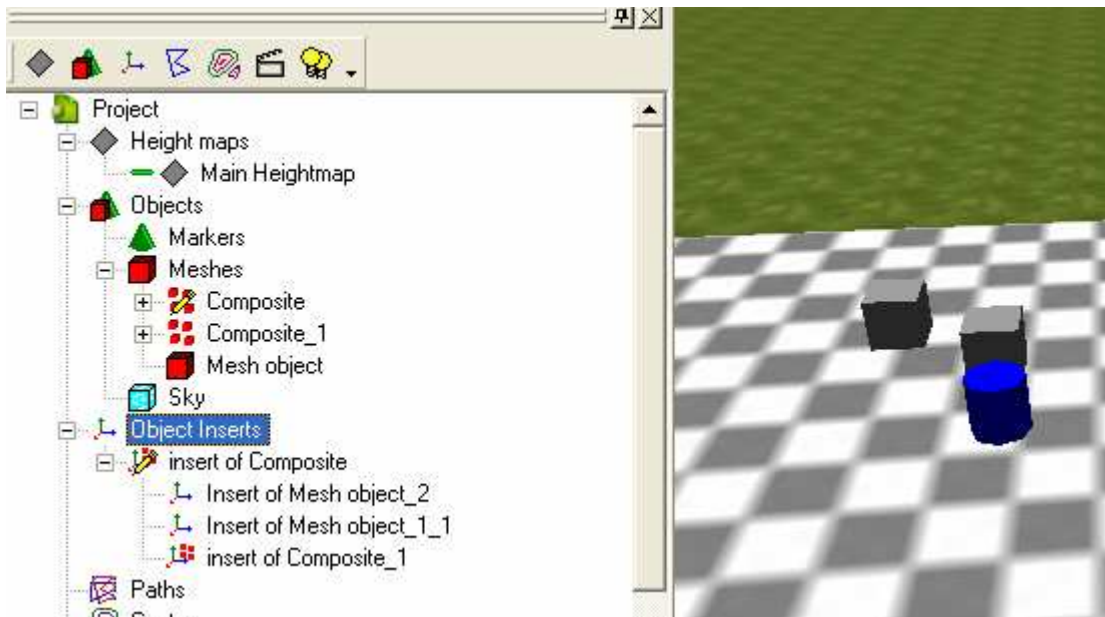 Project
Height maps
Main Heightmap
Objects
Markers
Meshes
Composite
Composite_1
Mesh object
Sky
Object Inserts
insert of Composite
Insert of Mesh object_2
Insert of Mesh object_1_1
insert of Composite_1
Paths